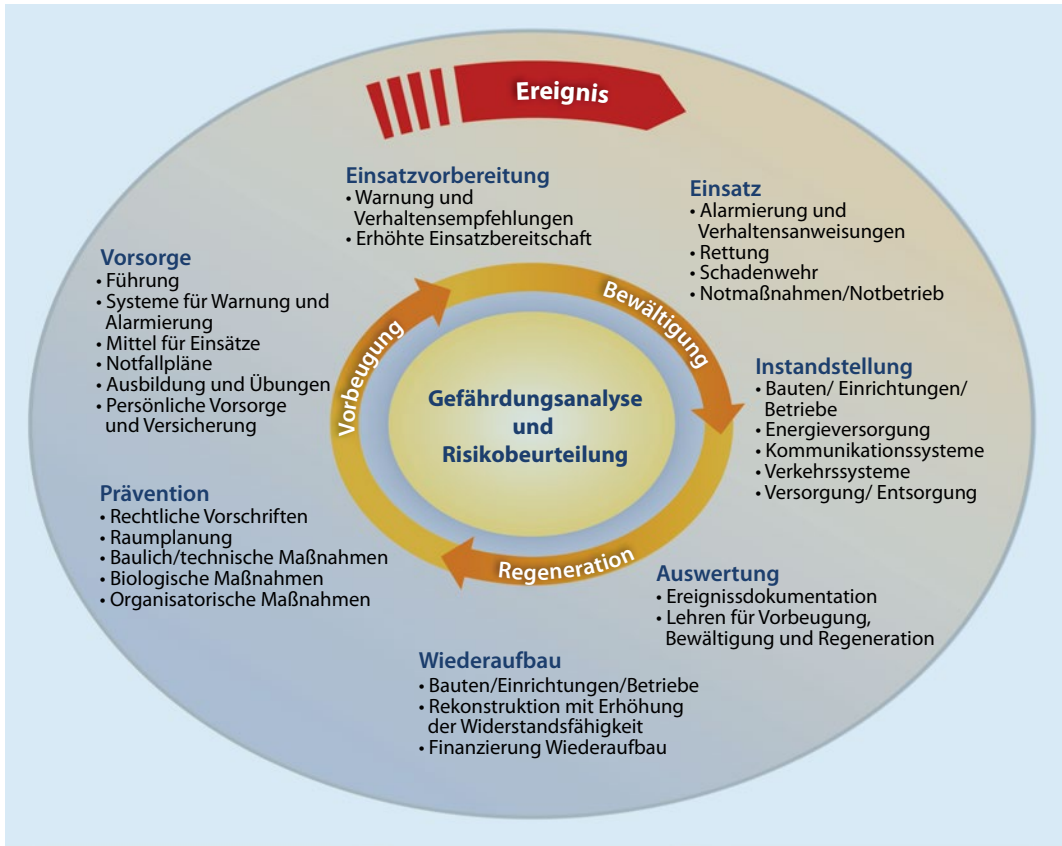 Ereignis
Einsatzvorbereitung
• Warnung und
Verhaltensempfehlungen
• Erhöhte Einsatzbereitschaft
Einsatz
• Alarmierung und
Verhaltensanweisungen
• Rettung
• Schadenwehr
• Notmaßnahmen/Notbetrieb
Vorsorge
• Führung
• Systeme für Warnung und
Alarmierung
• Mittel für Einsätze
• Notfallpläne
• Ausbildung und Übungen
• Persönliche Vorsorge
und Versicherung
Vorbeugung
Bewältigung
Gefährdungsanalyse
und
Risikobeurteilung
Regeneration
Instandstellung
• Bauten/ Einrichtungen/
Betriebe
• Energieversorgung
• Kommunikationssysteme
• Verkehrssysteme
• Versorgung/ Entsorgung
Prävention
• Rechtliche Vorschriften
• Raumplanung
• Baulich/technische Maßnahmen
• Biologische Maßnahmen
• Organisatorische Maßnahmen
Auswertung
• Ereignissdokumentation
• Lehren für Vorbeugung,
Bewältigung und Regeneration
Wiederaufbau
• Bauten/Einrichtungen/Betriebe
• Rekonstruktion mit Erhöhung
der Widerstandsfähigkeit
• Finanzierung Wiederaufbau